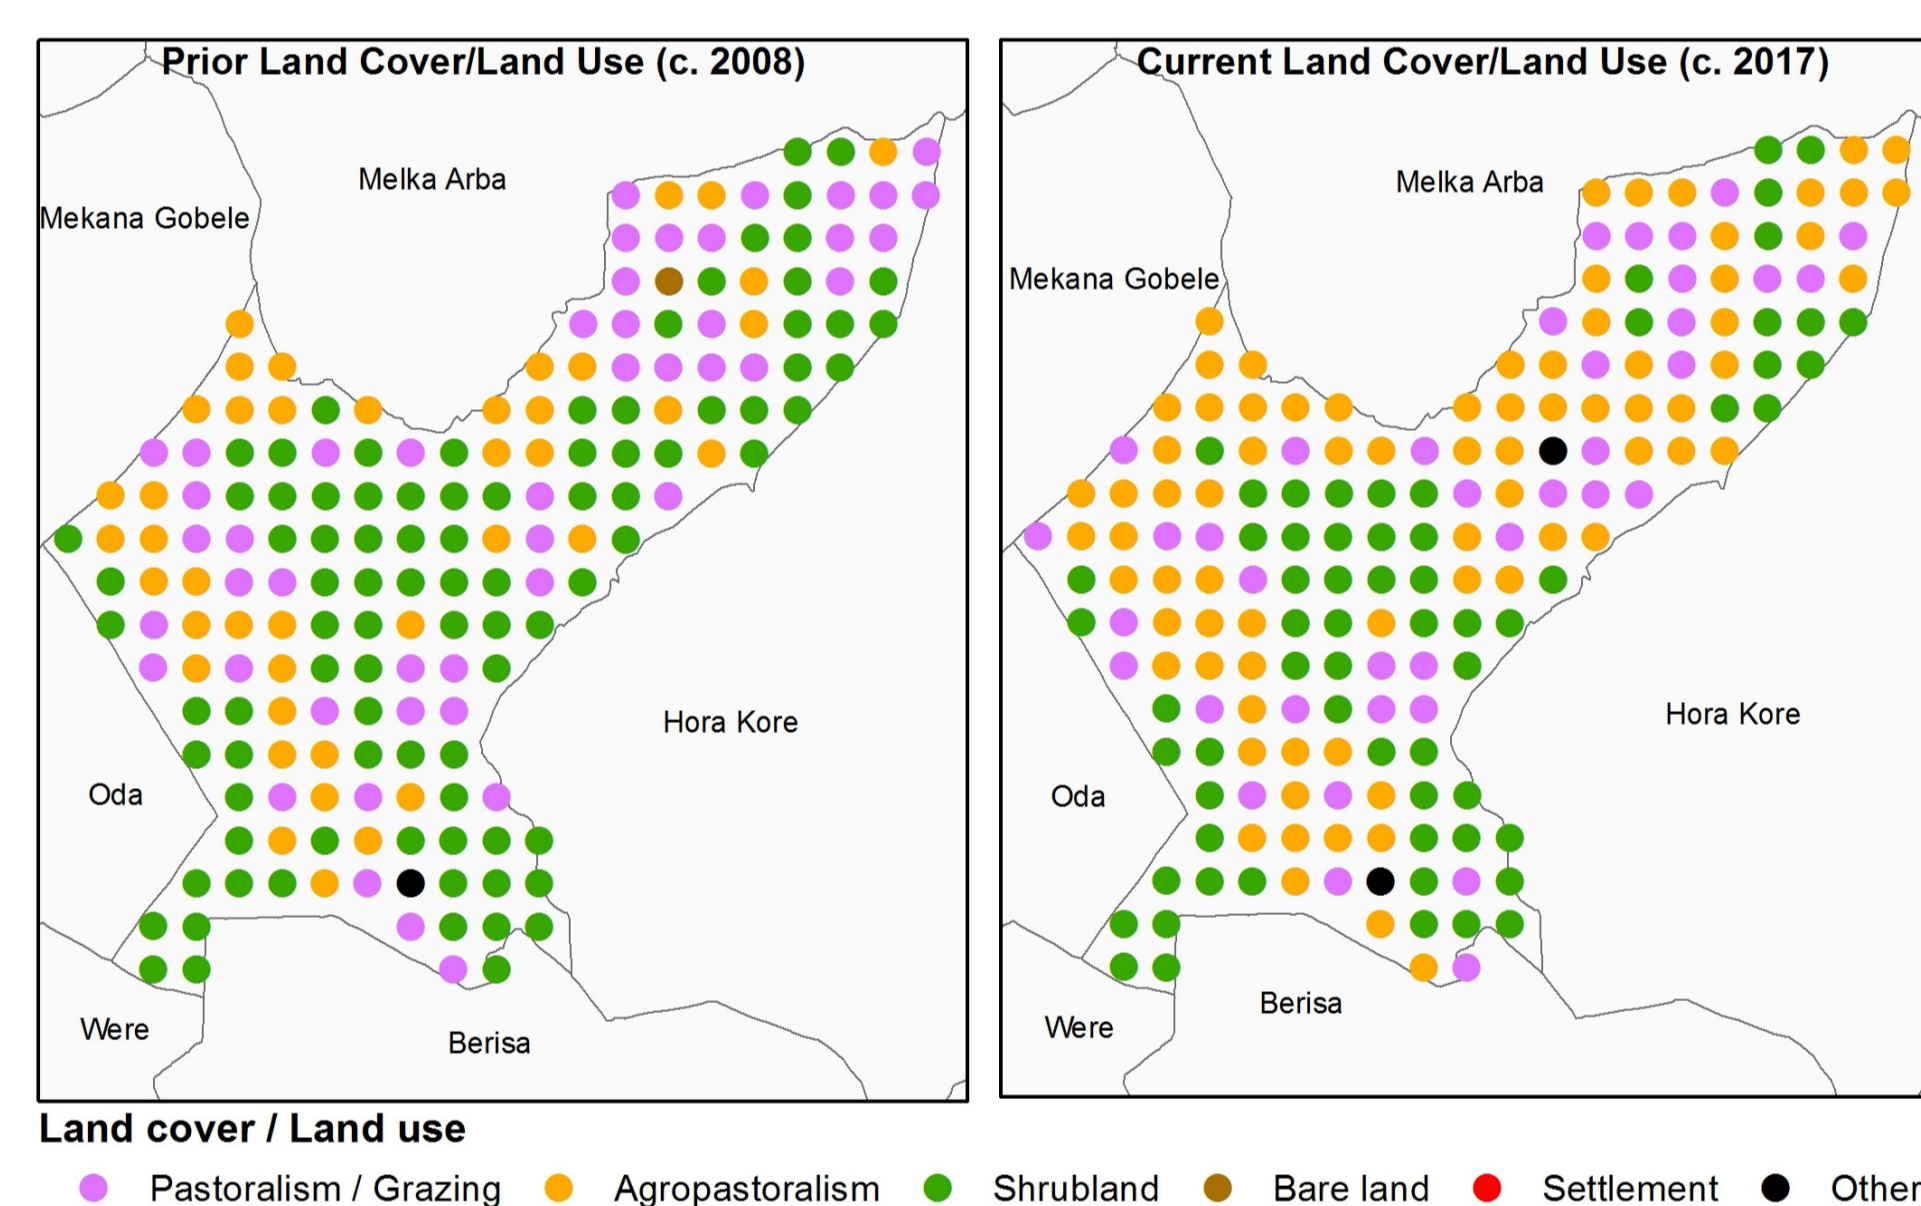 Prior Land Cover/Land Use (c. 2008)
Melka Arba
Mekana Gobele
Hora Kore
Oda
Were
Berisa
Current Land Cover/Land Use (c. 2017)
Melka Arba
Mekana Gobele
Hora Kore
Oda
Berisa
Were
Land cover / Land use
Pastoralism / Grazing Agropastoralism Shrubland Bare land Settlement Other